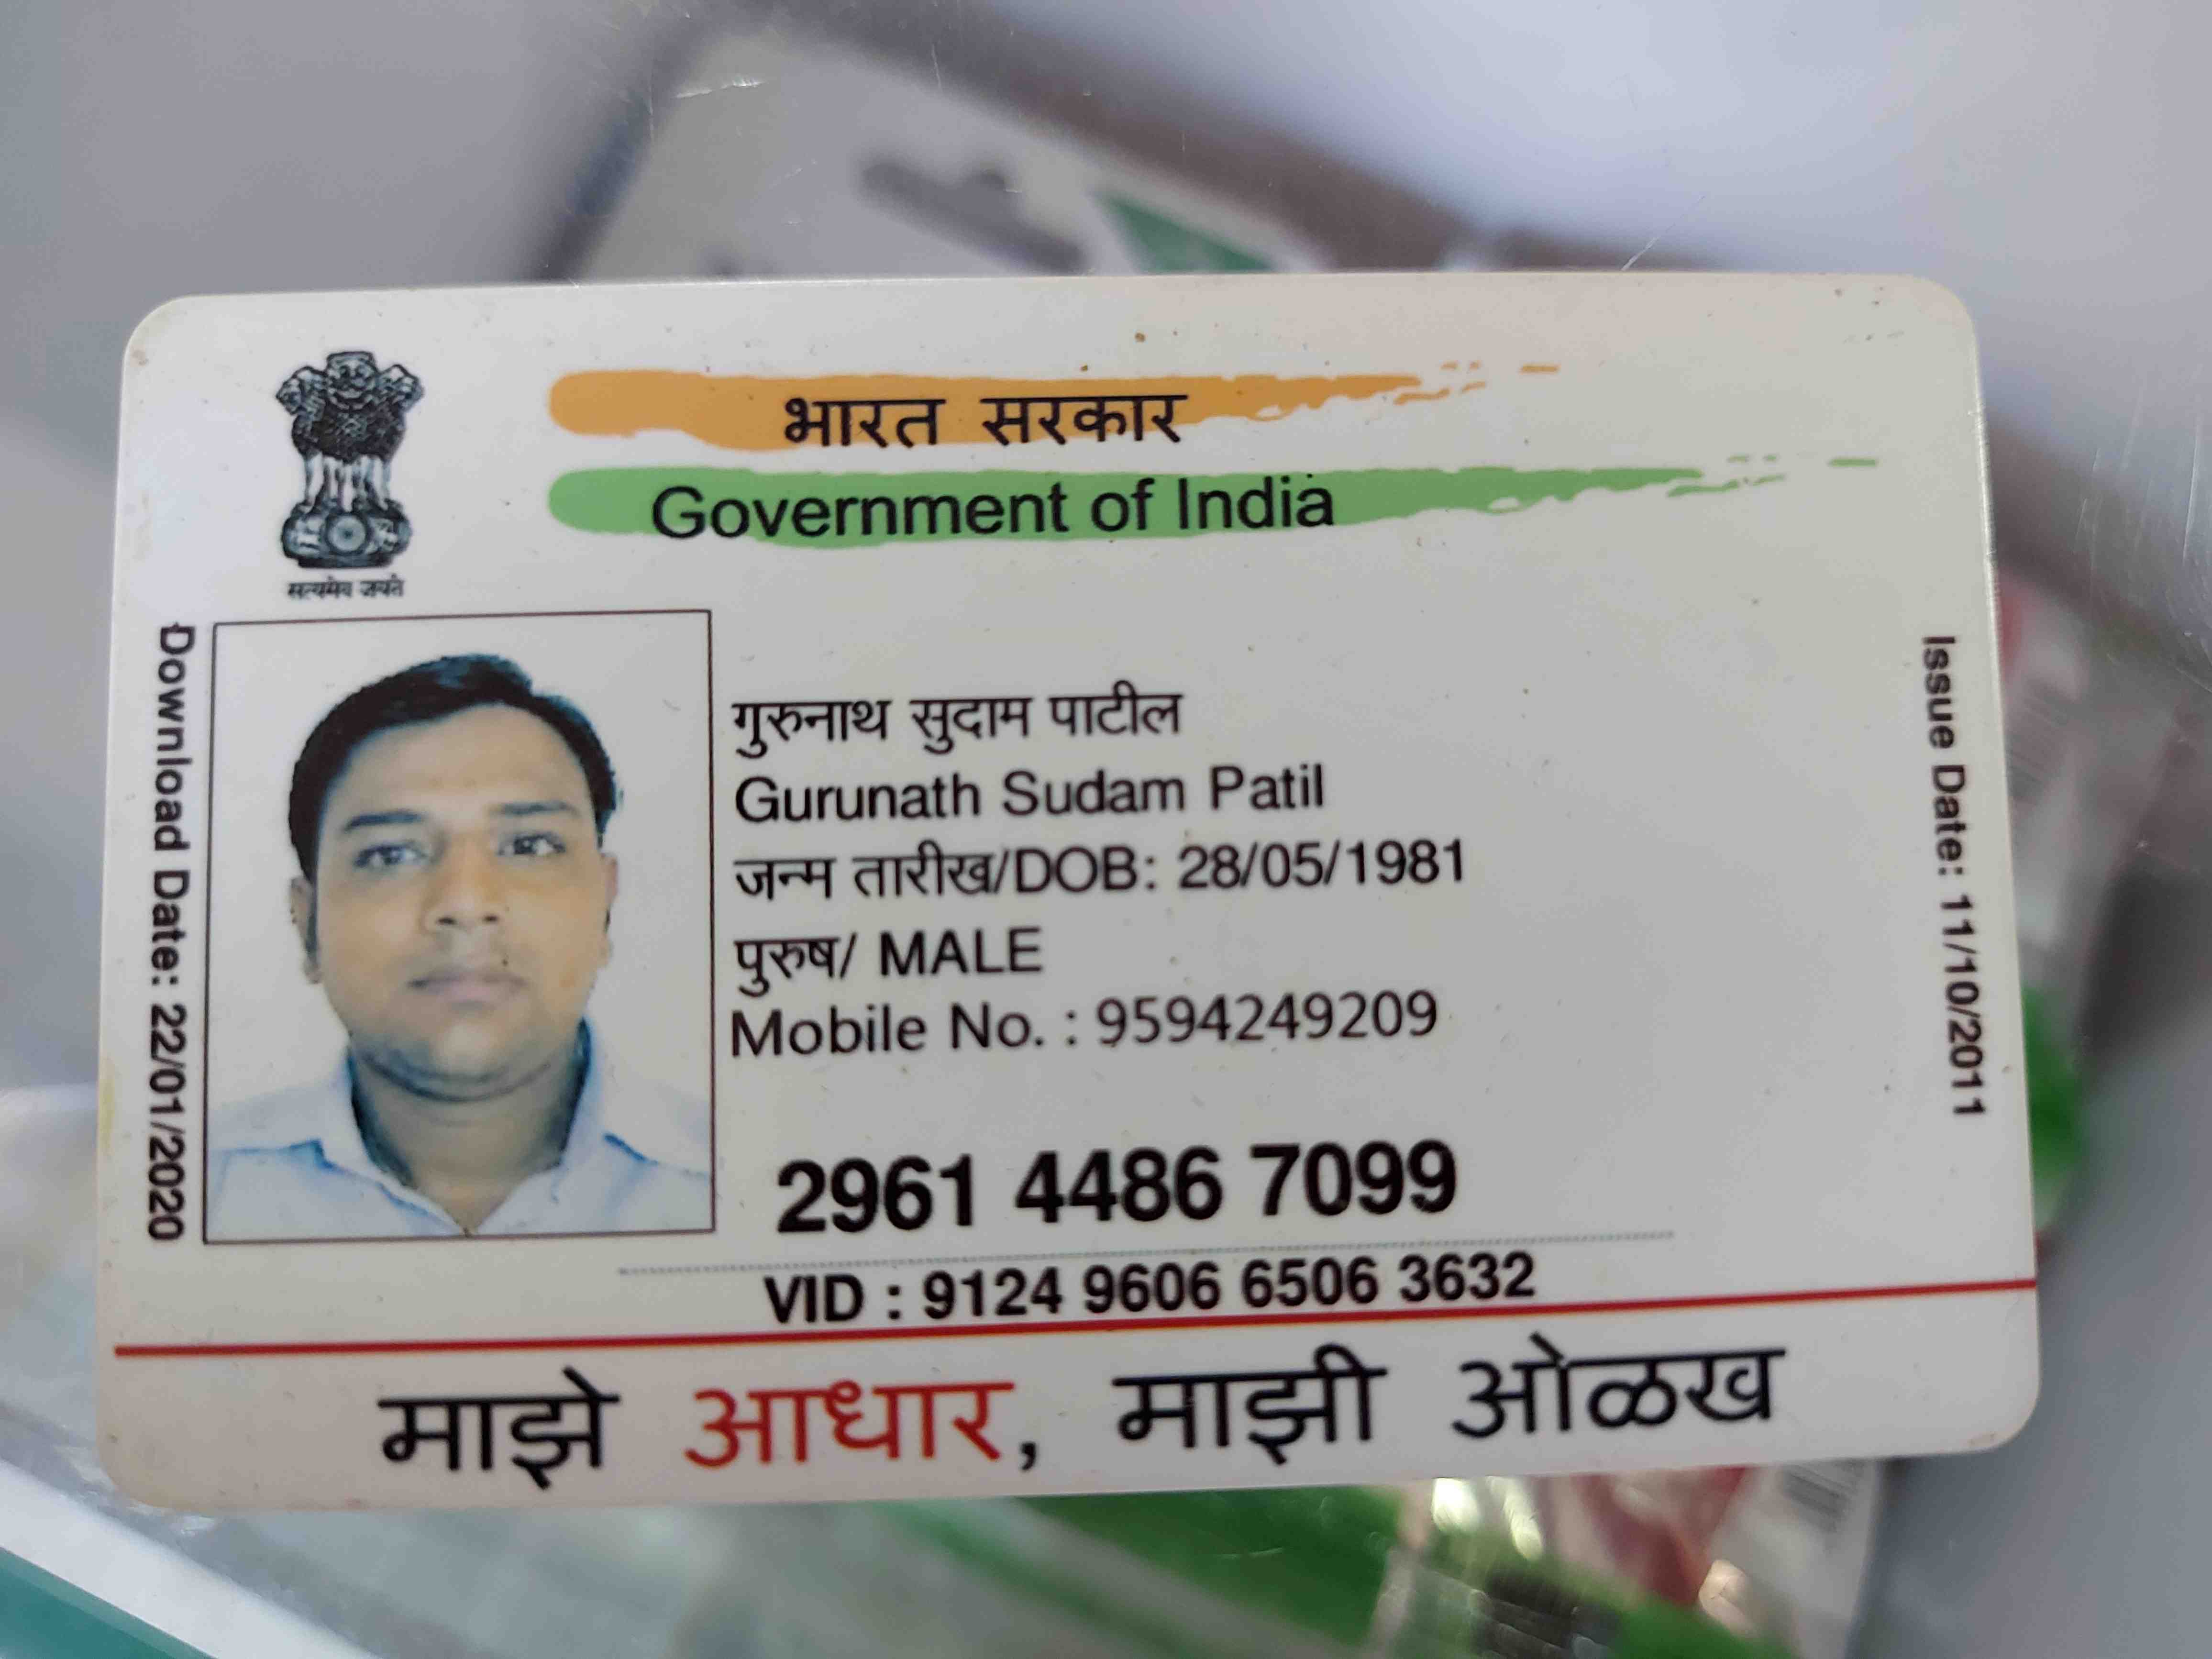 भारत सरकार
Government of India
सत्यमेव जयते
Download Date: 22/01/2020
गुरुनाथ सुदाम पाटील
Gurunath Sudam Patil
जन्म तारीख/DOB: 28/05/1981
पुरुष/ MALE
Mobile No. : 9594249209
Issue Date: 11/10/2011
2961 4486 7099
VID : 9124 9606 6506 3632
माझे आधार, माझी ओळख